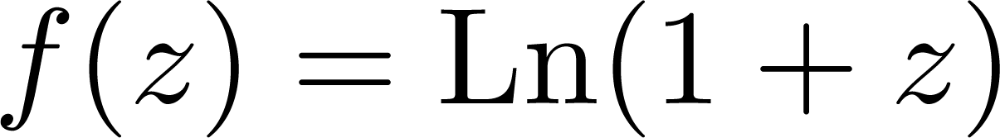 f(z) = Ln(1 + z)